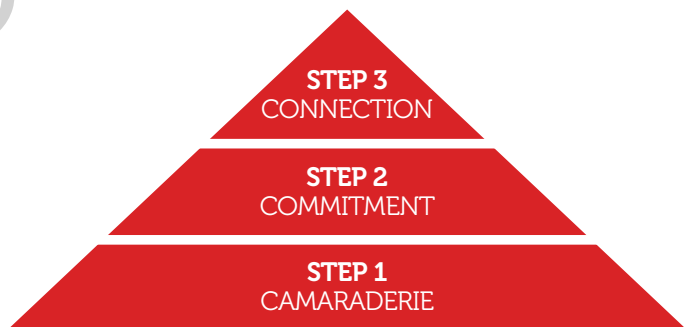 STEP 3
CONNECTION
STEP 2
COMMITMENT
STEP 1
CAMARADERIE